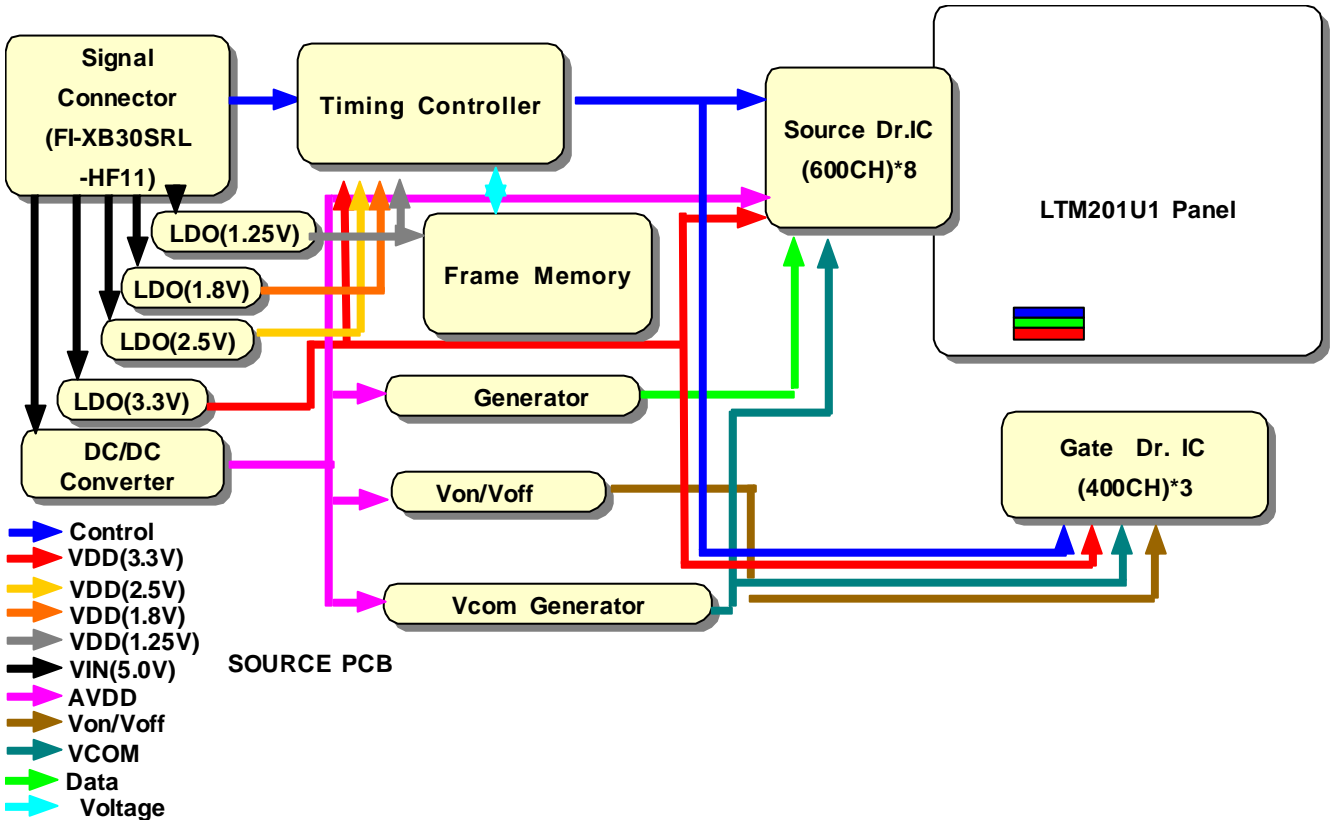 Signal
Connector
(FI-XB30SRL
-HF11)
Timing Controller
Source Dr.IC
(600CH)*8
LTM201U1 Panel
LDO(1.25V)
LDO(1.8V)
LDO(2.5V)
LDO(3.3V)
DC/DC
Converter
Frame Memory
Generator
Von/Voff
Vcom Generator
Gate Dr. IC
(400CH)*3
Control
VDD(3.3V)
VDD(2.5V)
VDD(1.8V)
VDD(1.25V)
VIN(5.0V)
AVDD
Von/Voff
VCOM
Data
Voltage
SOURCE PCB